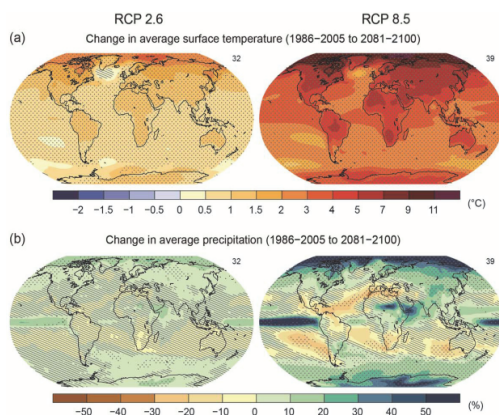 RCP 2.6 RCP 8.5
(a) Change in average surface temperature (1986−2005 to 2081−2100)
32 39
−2 −1.5 −1 −0.5 0 0.5 1 1.5 2 3 4 5 7 9 11 (°C)
(b) Change in average precipitation (1986−2005 to 2081−2100)
32 39
−50 −40 −30 −20 −10 0 10 20 30 40 50 (%)